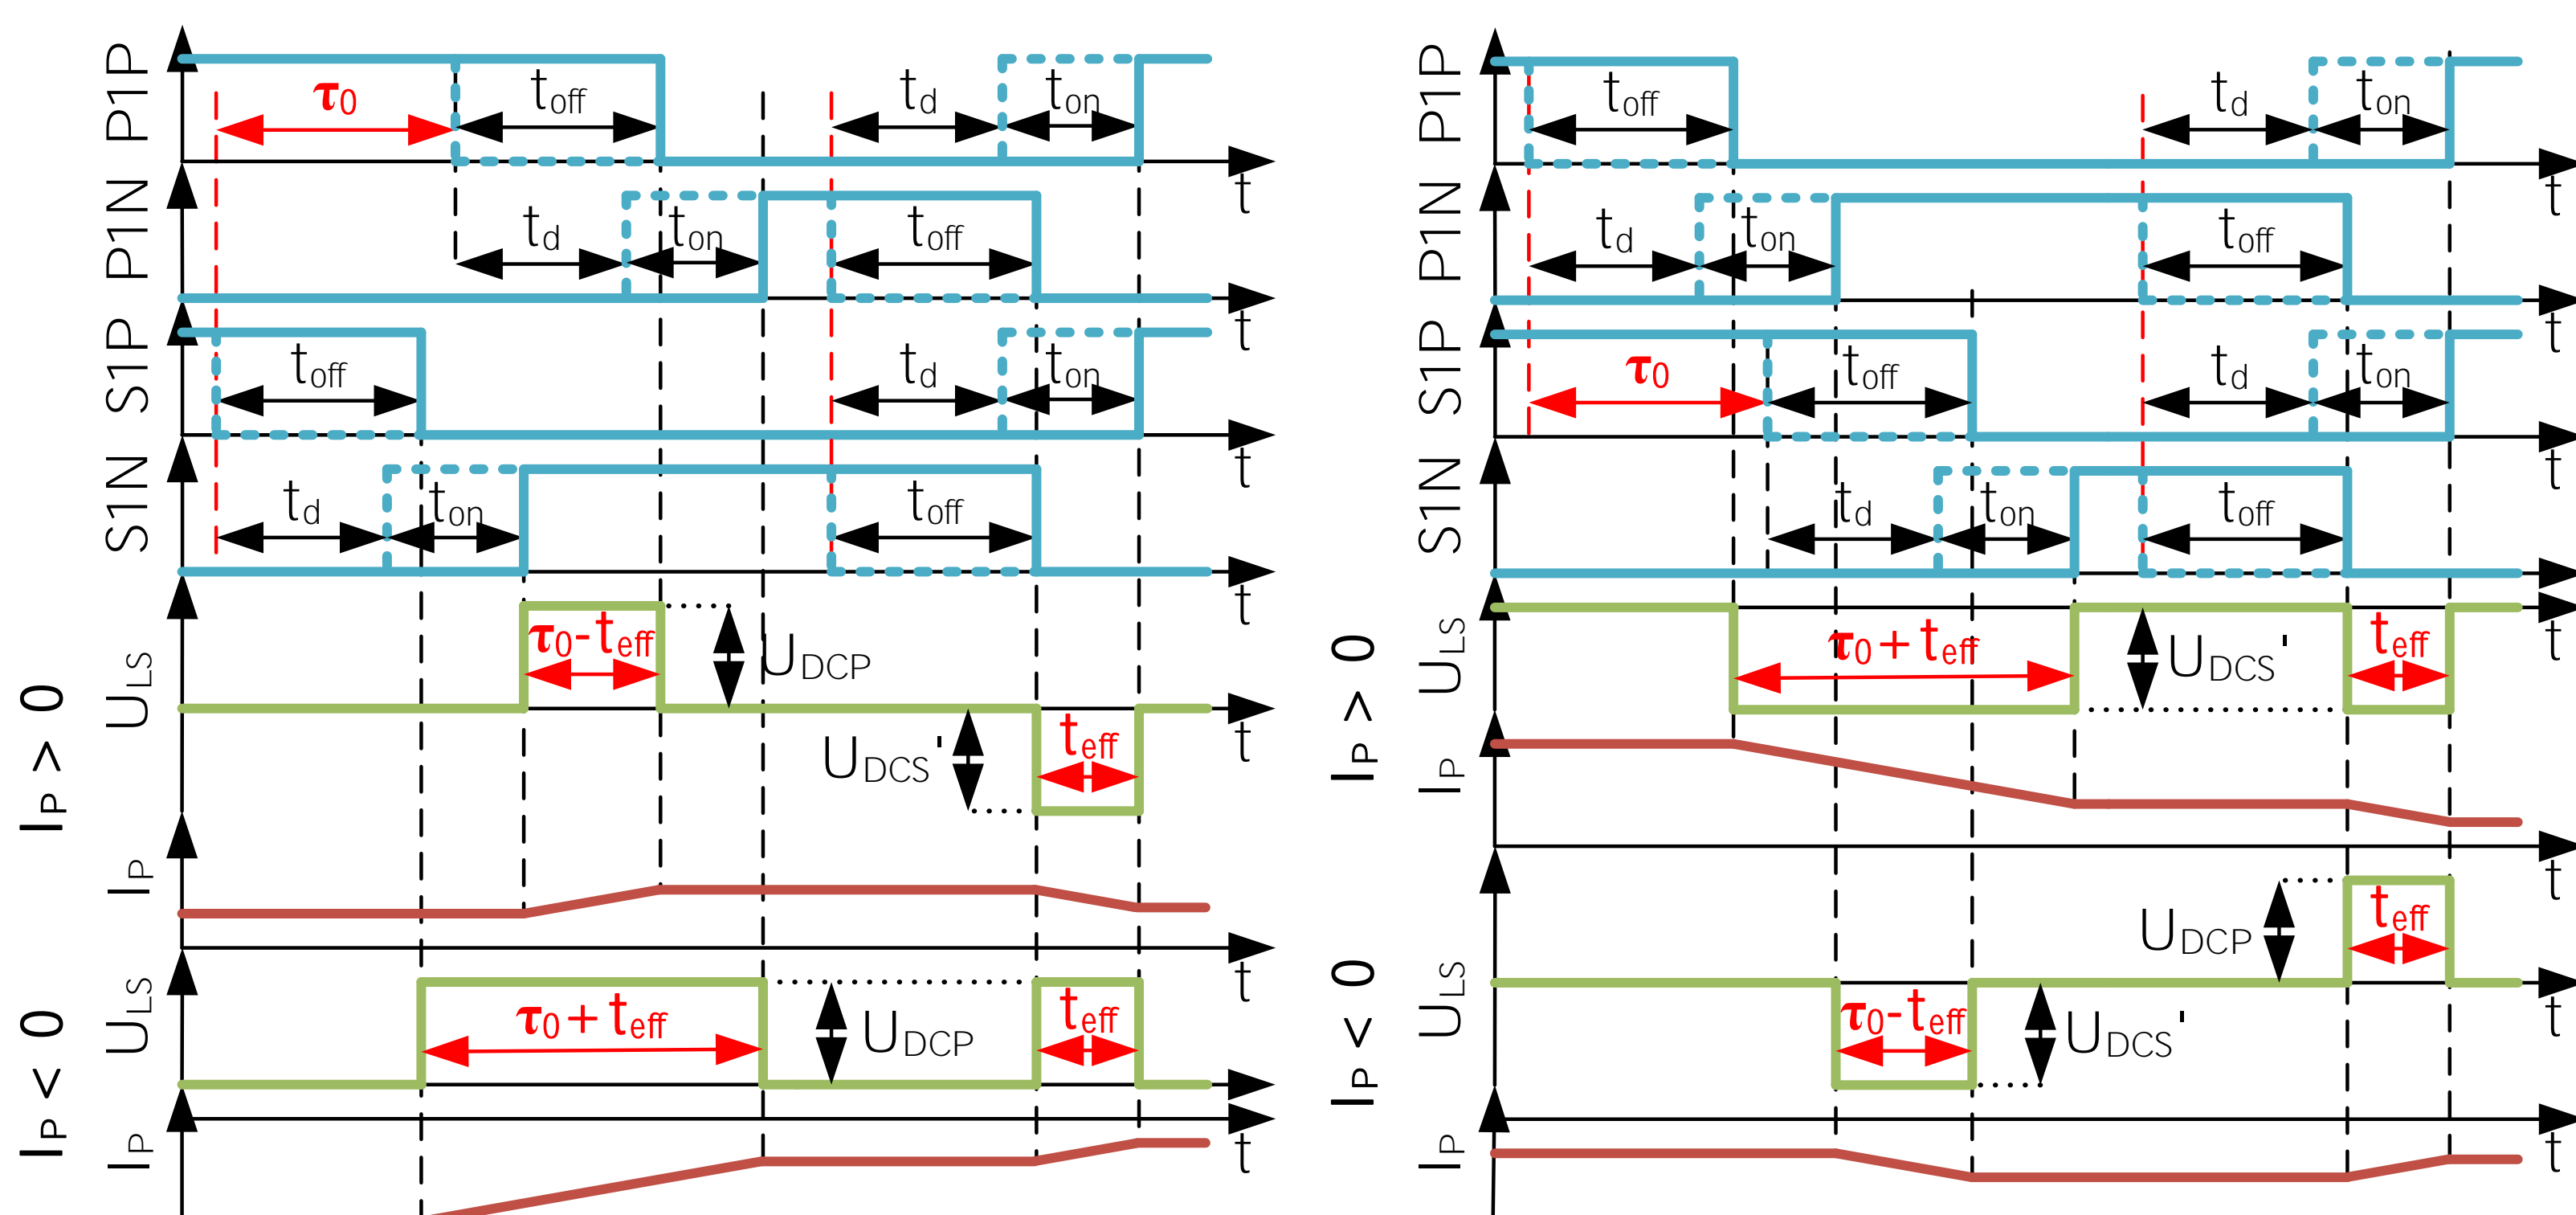 P1P
τ0
toff
td
ton
t
P1N
td
ton
toff
t
S1P
toff
td
ton
t
S1N
td
ton
toff
t
IP > 0
ULS
τ0-teff
UDCP
UDCS'
teff
t
IP
t
IP < 0
ULS
τ0+teff
UDCP
teff
IP
t
P1P
toff
td
ton
t
P1N
td
ton
toff
t
S1P
τ0
toff
td
ton
t
S1N
td
ton
toff
t
IP > 0
ULS
τ0+teff
UDCS'
teff
IP
t
IP < 0
ULS
τ0-teff
UDCS'
UDCP
teff
t
IP
t